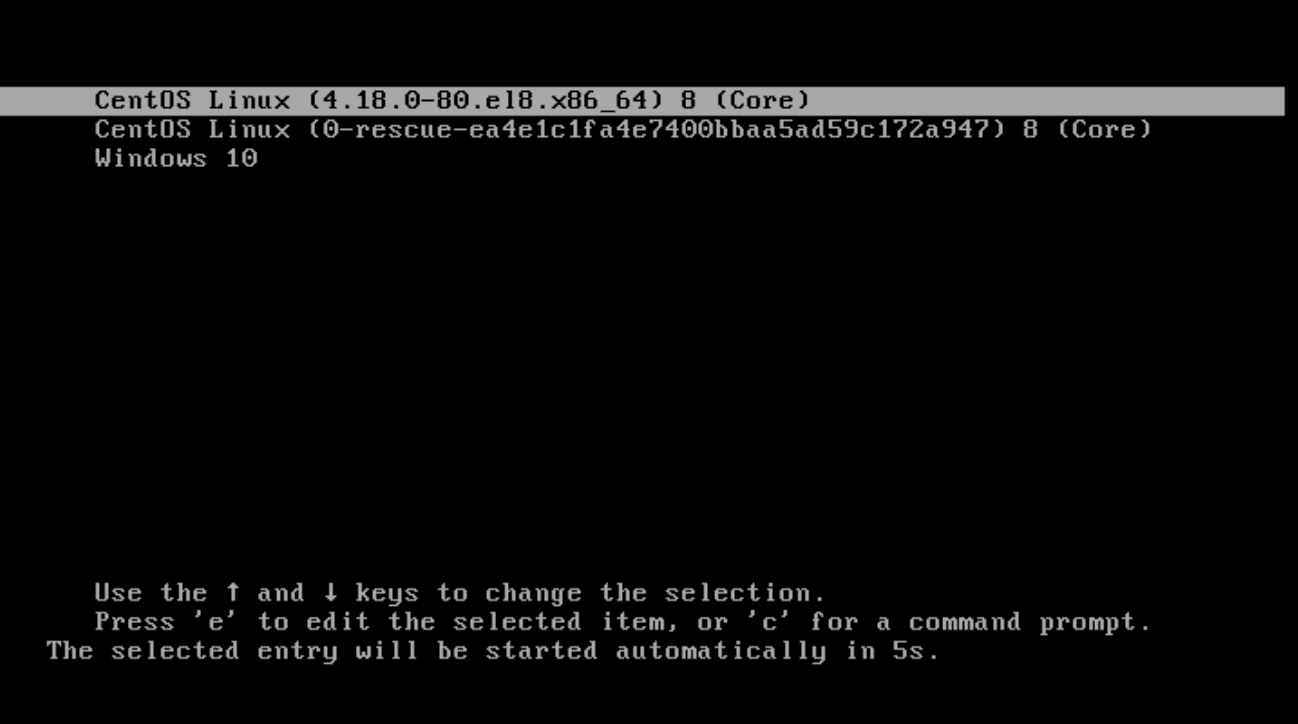 CentOS Linux (4.18.0-80.el8.x86_64) 8 (Core)
CentOS Linux (0-rescue-ea4e1c1fa4e7400bbaa5ad59c172a947) 8 (Core)
Windows 10
Use the ↑ and ↓ keys to change the selection.
Press 'e' to edit the selected item, or 'c' for a command prompt.
The selected entry will be started automatically in 5s.